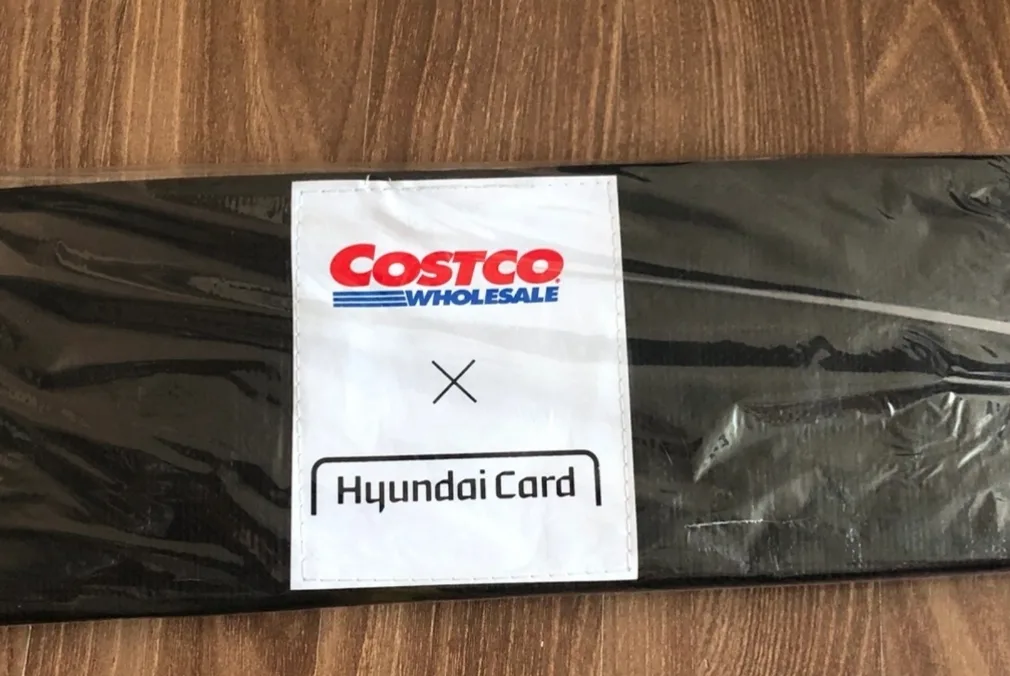 COSTCO
WHOLESALE
×
Hyundai Card